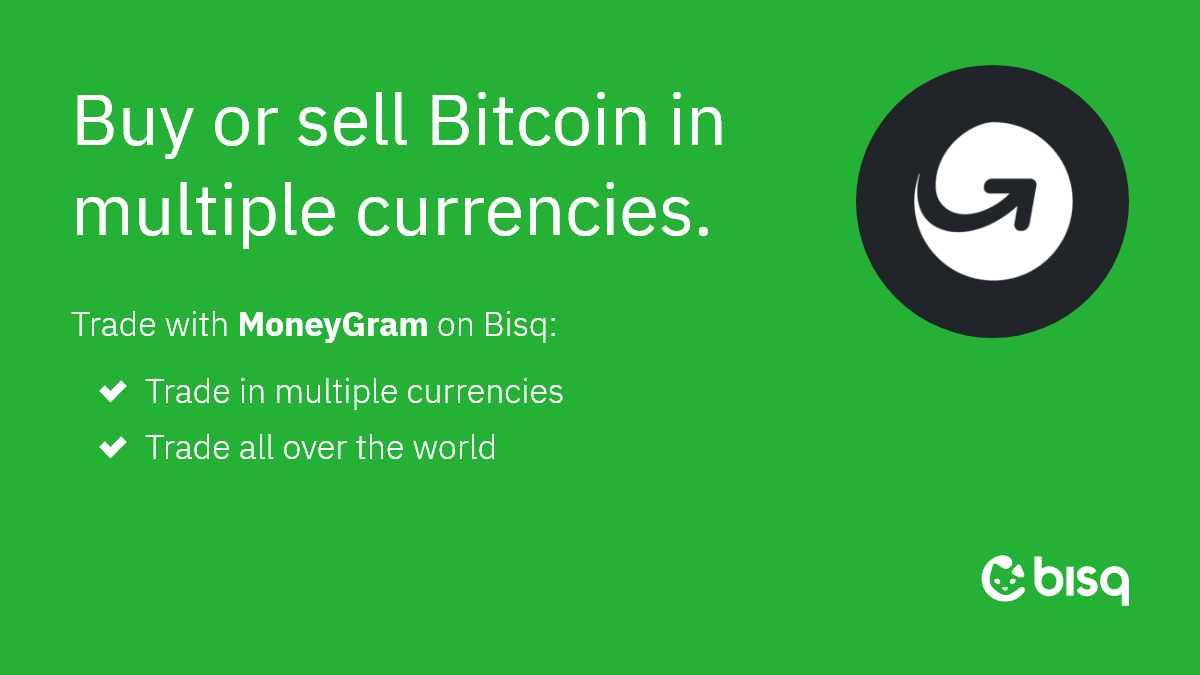 Buy or sell Bitcoin in
multiple currencies.
Trade with MoneyGram on Bisq:
Trade in multiple currencies
Trade all over the world
bisq